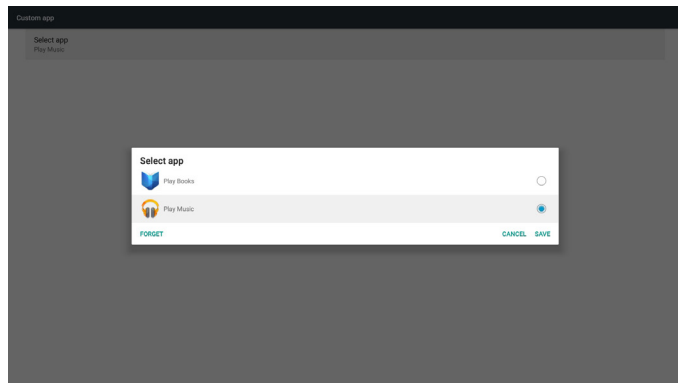 Custom app
Select app
Play Music
Select app
Play Books
Play Music
FORGET
CANCEL SAVE